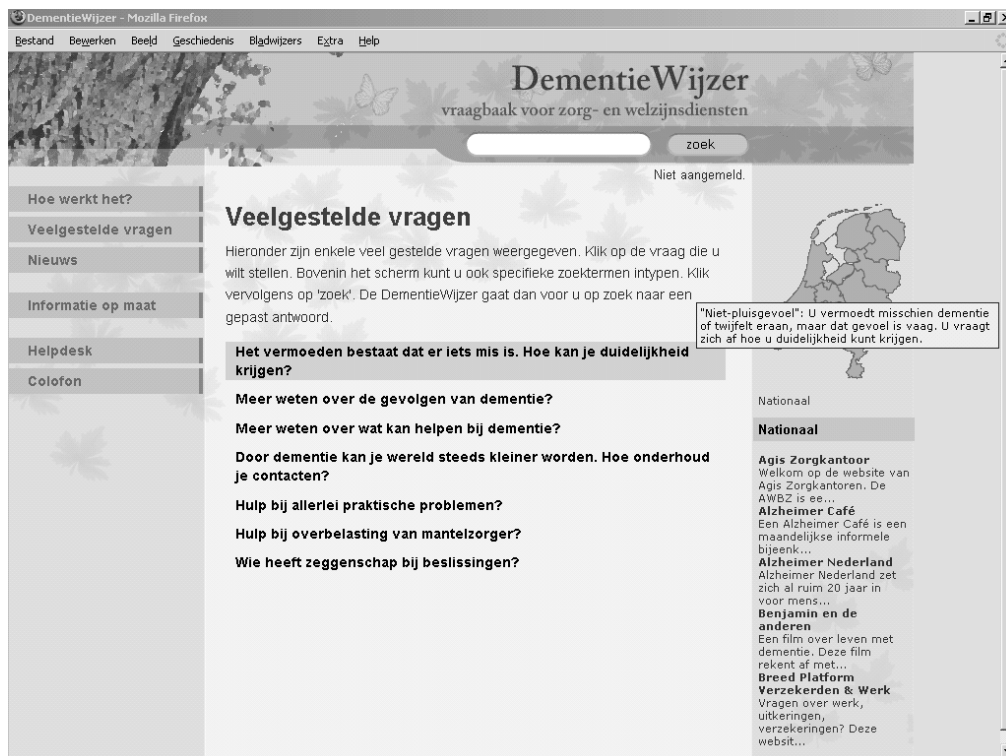 DementieWijzer - Mozilla Firefox
Bestand Bewerken Beeld Geschiedenis Bladwijzers Extra Help
DementieWijzer
vraagbaak voor zorg- en welzijnsdiensten
zoek
Niet aangemeld.
Hoe werkt het?
Veelgestelde vragen
Nieuws
Informatie op maat
Helpdesk
Colofon
Veelgestelde vragen
Hieronder zijn enkele veel gestelde vragen weergegeven. Klik op de vraag die u
wilt stellen. Bovenin het scherm kunt u ook specifieke zoektermen intypen. Klik
vervolgens op 'zoek'. De DementieWijzer gaat dan voor u op zoek naar een
gepast antwoord.
Het vermoeden bestaat dat er iets mis is. Hoe kan je duidelijkheid
krijgen?
Meer weten over de gevolgen van dementie?
Meer weten over wat kan helpen bij dementie?
Door dementie kan je wereld steeds kleiner worden. Hoe onderhoud
je contacten?
Hulp bij allerlei praktische problemen?
Hulp bij overbelasting van mantelzorger?
Wie heeft zeggenschap bij beslissingen?
"Niet-pluisgevoel": U vermoedt misschien dementie
of twijfelt eraan, maar dat gevoel is vaag. U vraagt
zich af hoe u duidelijkheid kunt krijgen.
Nationaal
Nationaal
Agis Zorgkantoor
Welkom op de website van
Agis Zorgkantoren. De
AWBZ is ee...
Alzheimer Café
Een Alzheimer Café is een
maandelijkse informele
bijeenk...
Alzheimer Nederland
Alzheimer Nederland zet
zich al ruim 20 jaar in
voor mens...
Benjamin en de
anderen
Een film over leven met
dementie. Deze film
rekent af met...
Breed Platform
Verzekerden & Werk
Vragen over werk,
uitkeringen,
verzekeringen? Deze
websit...